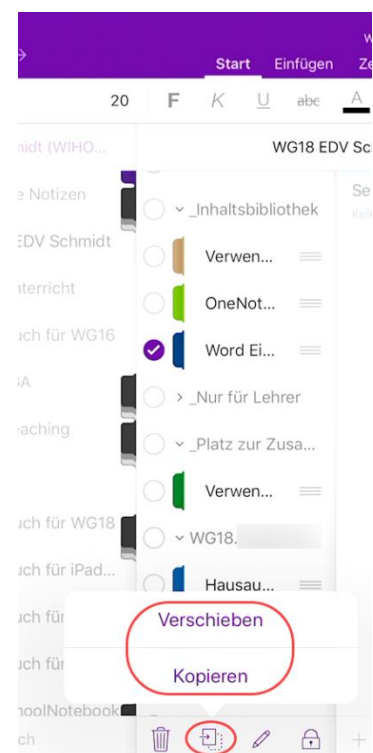 W
Start Einfügen Ze
20 F K U abc A
midt (WIHO...
WG18 EDV Sc
e Notizen
_Inhaltsbibliothek
Se
EDV Schmidt
Verwen...
nterricht
OneNot...
uch für WG16
Word Ei...
_Nur für Lehrer
eaching
_Platz zur Zusa...
Verwen...
uch für WG18
WG18.
uch für iPad...
Hausau...
uch für
Verschieben
uch für
Kopieren
hoolNotebook
ch